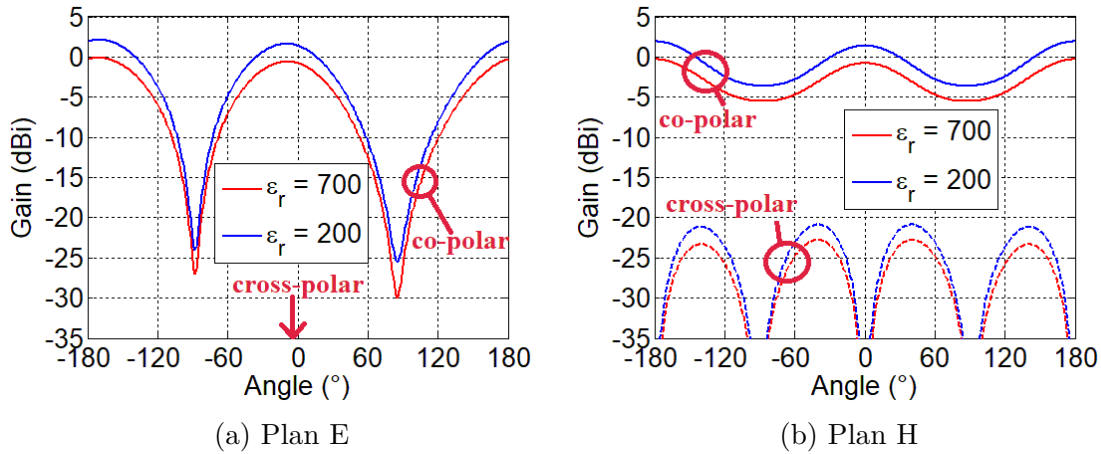 5
0
-5
-10
-15
-20
-25
-30
-35
-180 -120 -60 0 60 120 180
Gain (dBi)
Angle (°)
εr = 700
εr = 200
co-polar
cross-polar
(a) Plan E
5
0
-5
-10
-15
-20
-25
-30
-35
-180 -120 -60 0 60 120 180
Gain (dBi)
Angle (°)
co-polar
εr = 700
εr = 200
cross-polar
(b) Plan H